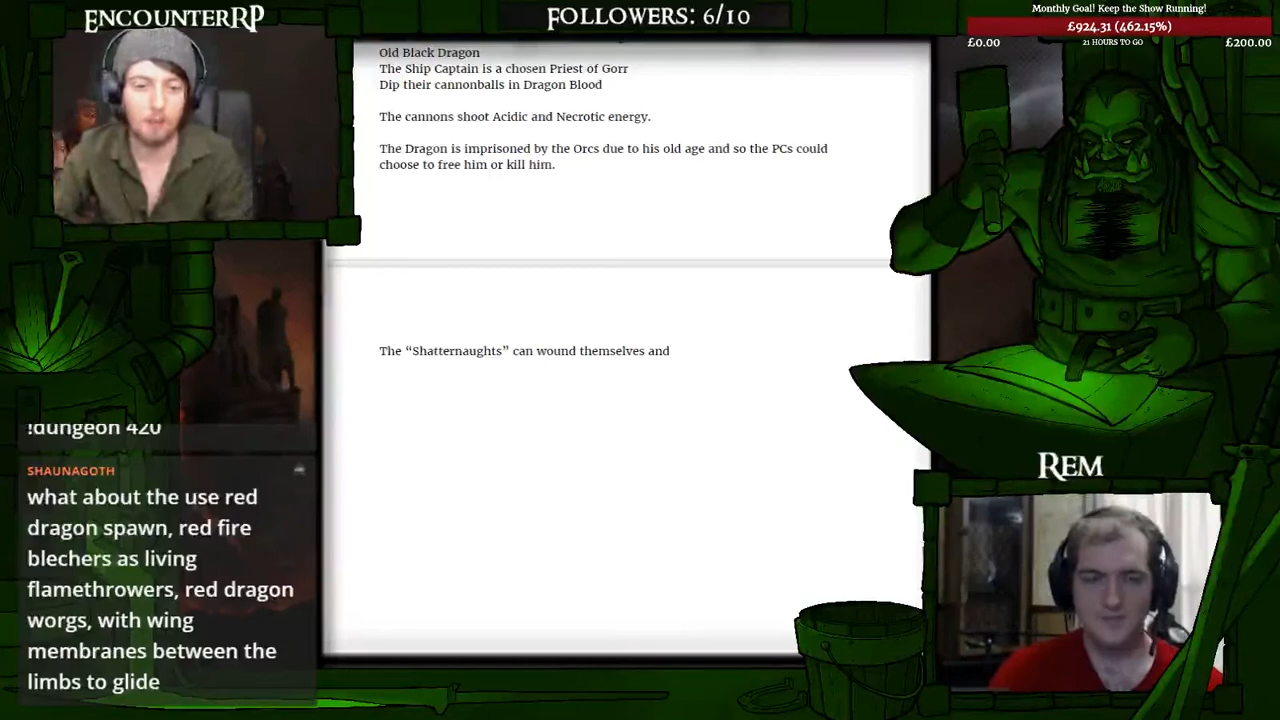 ENCOUNTERRP
FOLLOWERS: 6/10
Monthly Goal! Keep the Show Running!
£924.31 (462.15%)
£0.00
21 HOURS TO GO
£200.00
Old Black Dragon
The Ship Captain is a chosen Priest of Gorr
Dip their cannonballs in Dragon Blood
The cannons shoot Acidic and Necrotic energy.
The Dragon is imprisoned by the Orcs due to his old age and so the PCs could
choose to free him or kill him.
The “Shatternaughts” can wound themselves and
!dungeon 420
SHAUNAGOTH
what about the use red
dragon spawn, red fire
blechers as living
flamethrowers, red dragon
worgs, with wing
membranes between the
limbs to glide
REM